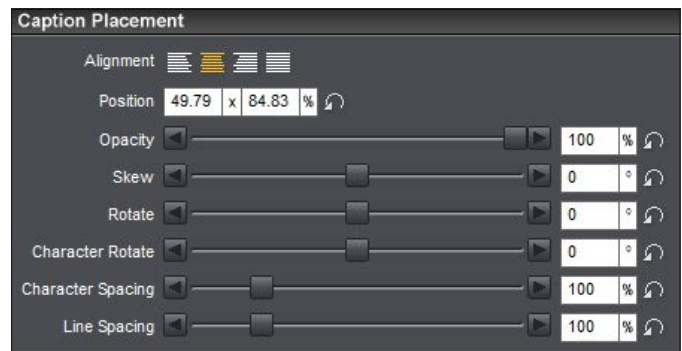 Caption Placement
Alignment
Position 49.79 x 84.83 %
Opacity 100 %
Skew 0 °
Rotate 0 °
Character Rotate 0 °
Character Spacing 100 %
Line Spacing 100 %